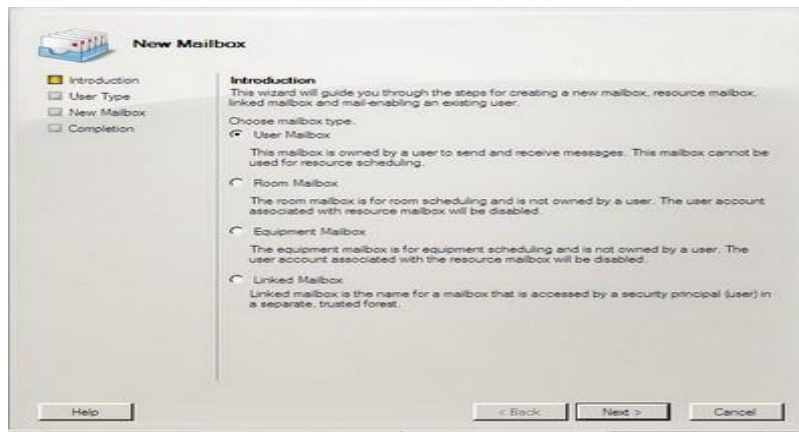 New Mailbox
Introduction
User Type
New Mailbox
Completion
Introduction
This wizard will guide you through the steps for creating a new mailbox, resource mailbox,
linked mailbox and mail-enabling an existing user.
Choose mailbox type.
User Mailbox
This mailbox is owned by a user to send and receive messages. This mailbox cannot be
used for resource scheduling.
Room Mailbox
The room mailbox is for room scheduling and is not owned by a user. The user account
associated with resource mailbox will be disabled.
Equipment Mailbox
The equipment mailbox is for equipment scheduling and is not owned by a user. The
user account associated with the resource mailbox will be disabled.
Linked Mailbox
Linked mailbox is the name for a mailbox that is accessed by a security principal (user) in
a separate, trusted forest.
Help
< Back
Next >
Cancel